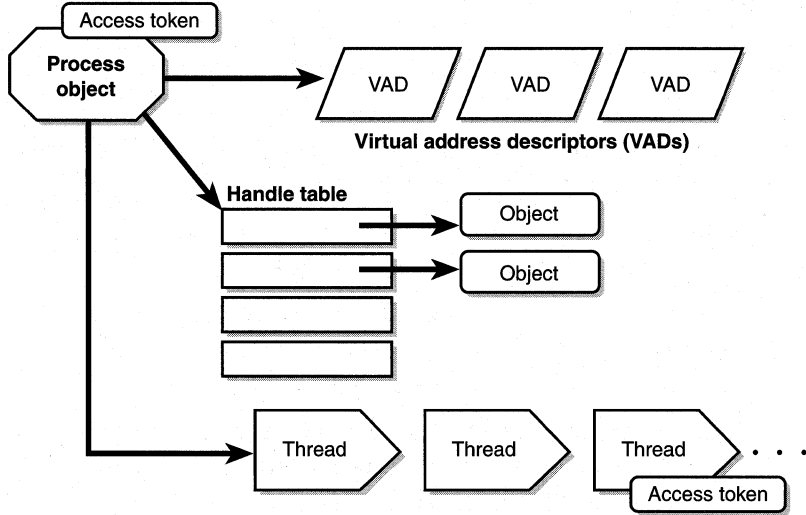 Access token
Process
object
VAD
VAD
VAD
Virtual address descriptors (VADs)
Handle table
Object
Object
Thread
Thread
Thread
Access token